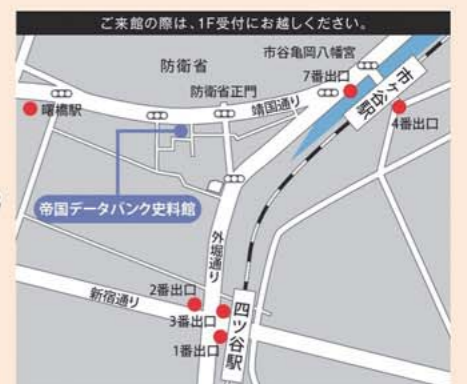 ご来館の際は、1F受付にお越しください。
市谷亀岡八幡宮
防衛省
7番出口
市ヶ谷駅
防衛省正門
靖国通り
曙橋駅
4番出口
帝国データバンク史料館
外堀通り
新宿通り
2番出口
3番出口
四ツ谷駅
1番出口